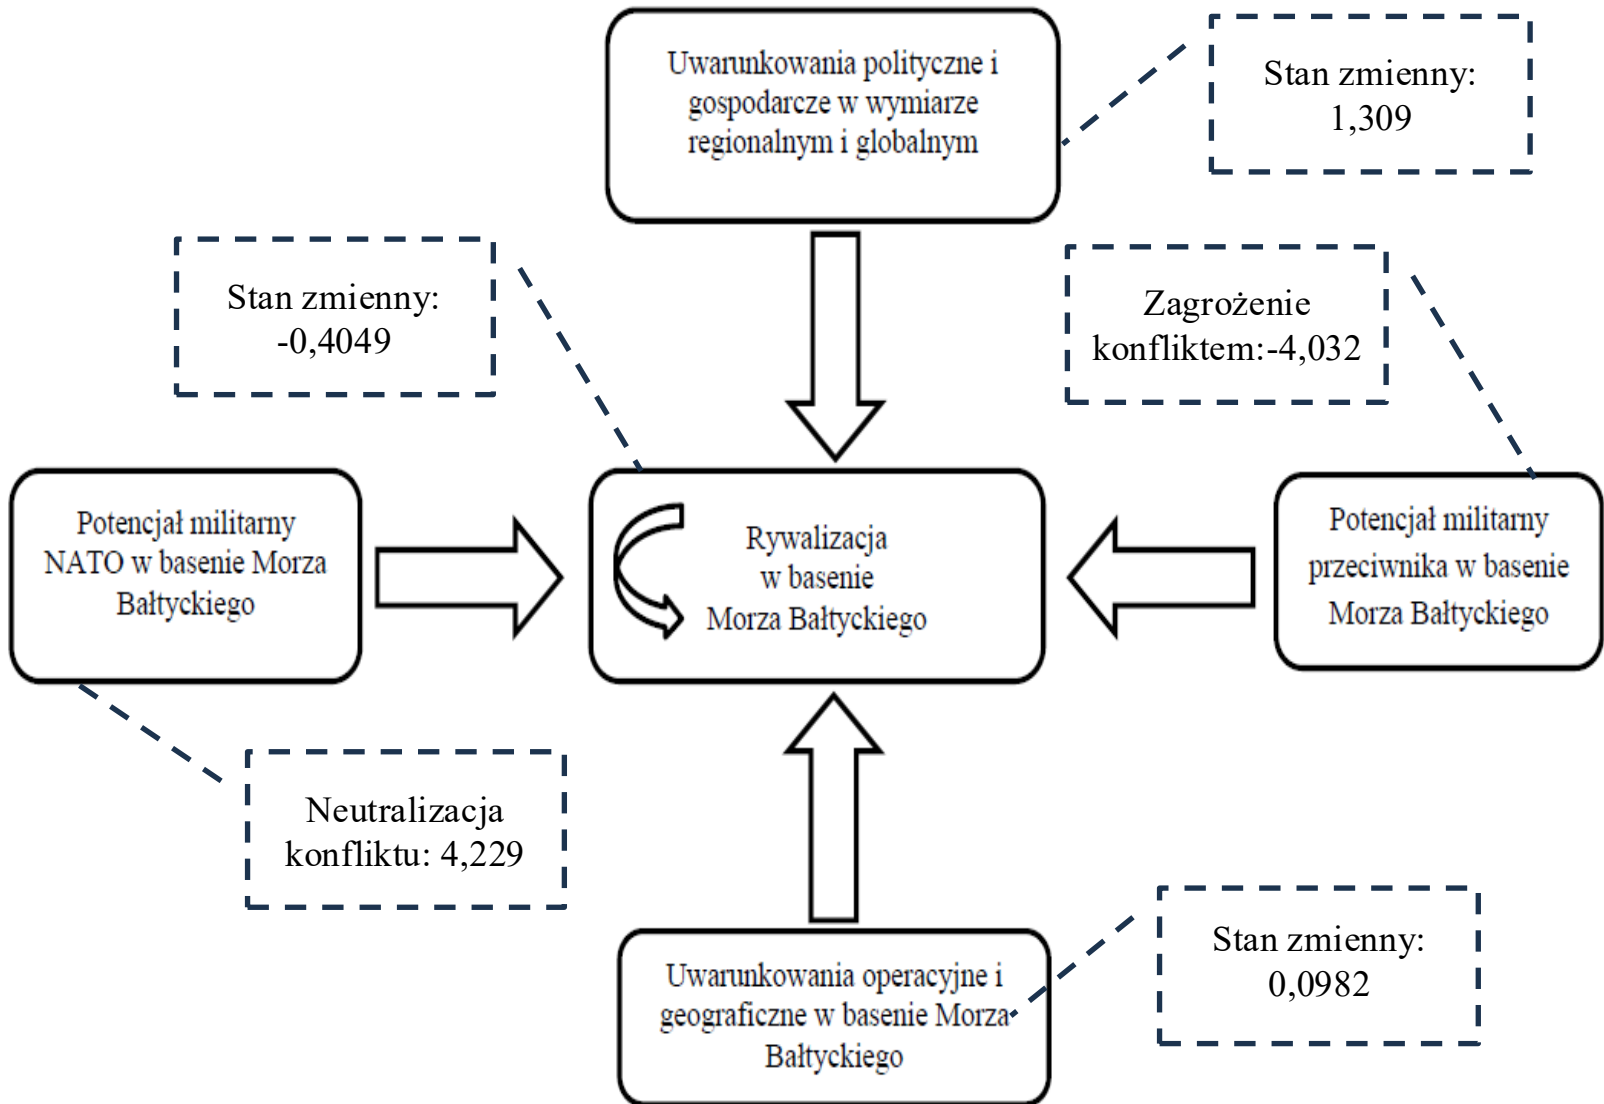 Uwarunkowania polityczne i
gospodarcze w wymiarze
regionalnym i globalnym
Stan zmienny:
1,309
Stan zmienny:
-0,4049
Zagrożenie
konfliktem:-4,032
Potencjał militarny
NATO w basenie Morza
Bałtyckiego
Rywalizacja
w basenie
Morza Bałtyckiego
Potencjał militarny
przeciwnika w basenie
Morza Bałtyckiego
Neutralizacja
konfliktu: 4,229
Uwarunkowania operacyjne i
geograficzne w basenie Morza
Bałtyckiego
Stan zmienny:
0,0982